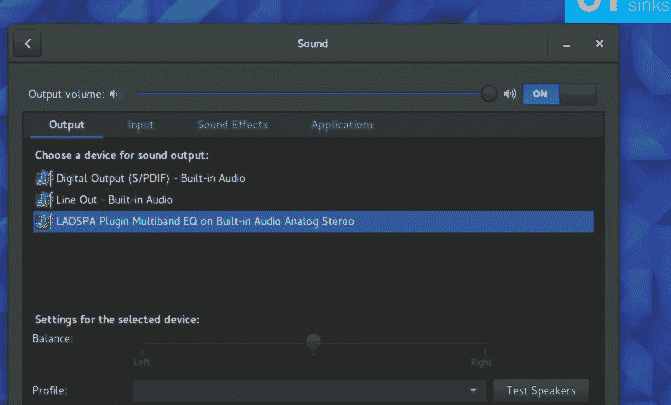 sinks
Sound
Output volume: ON
Output Input Sound Effects Applications
Choose a device for sound output:
Digital Output (S/PDIF) - Built-in Audio
Line Out - Built-in Audio
LADSPA Plugin Multiband EQ on Built-in Audio Analog Stereo
Settings for the selected device:
Balance:
Left Right
Profile: Test Speakers